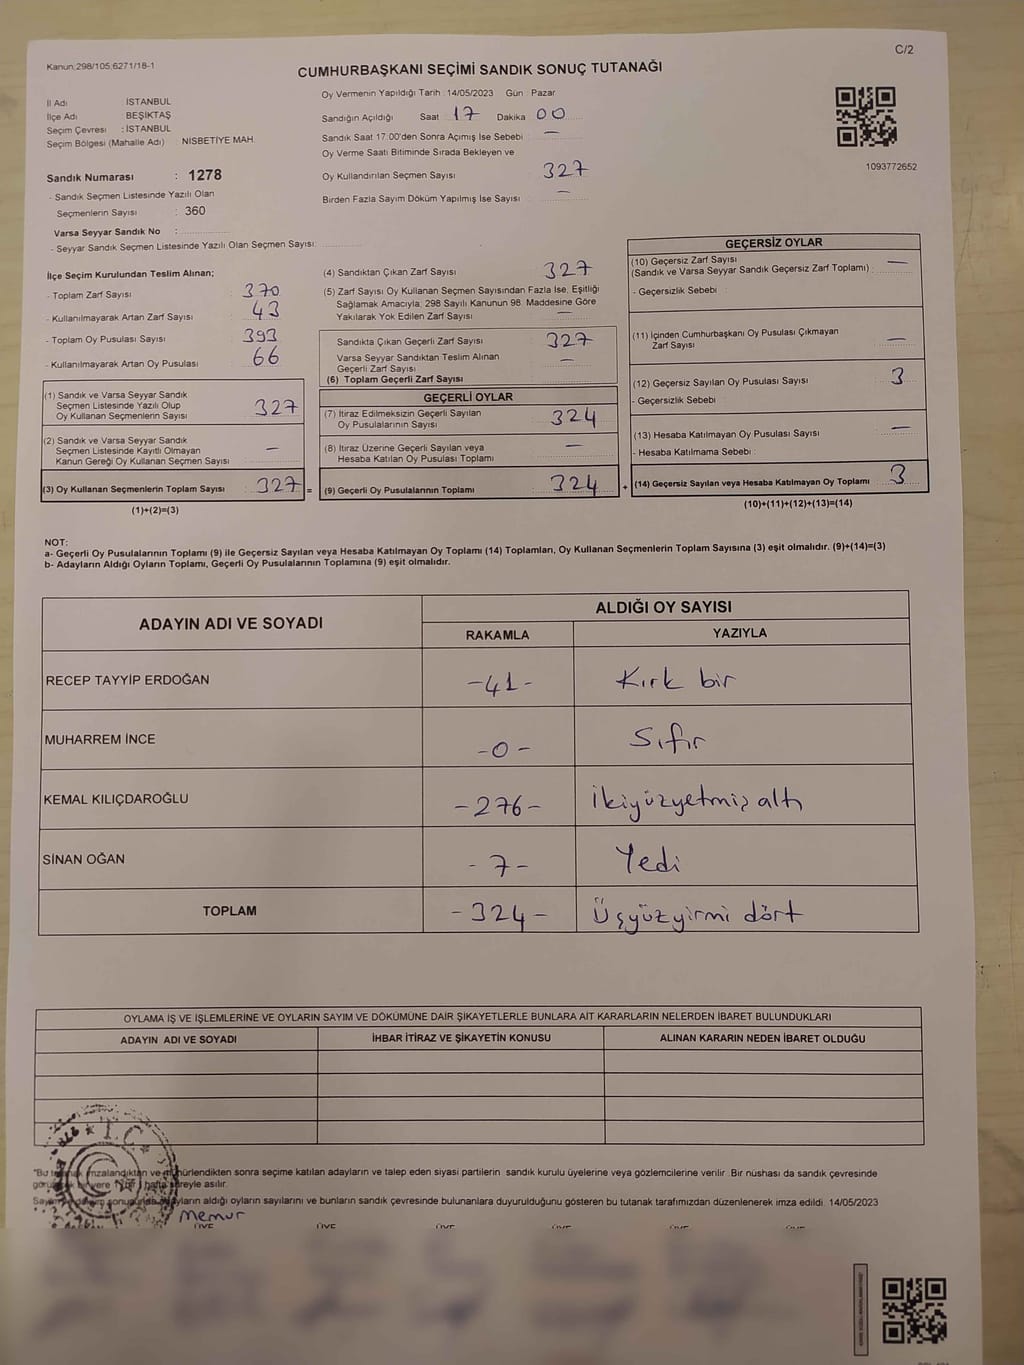 C/2
Kanun:298/105;6271/18-1
CUMHURBAŞKANI SEÇİMİ SANDIK SONUÇ TUTANAĞI
İl Adı İSTANBUL
İlçe Adı BEŞİKTAŞ
Seçim Çevresi : İSTANBUL
Seçim Bölgesi (Mahalle Adı) : NISBETİYE MAH.
Sandık Numarası : 1278
- Sandık Seçmen Listesinde Yazılı Olan
Seçmenlerin Sayısı : 360
Varsa Seyyar Sandık No :
- Seyyar Sandık Seçmen Listesinde Yazılı Olan Seçmen Sayısı:
Oy Vermenin Yapıldığı Tarih : 14/05/2023 Gün : Pazar
Sandığın Açıldığı Saat 17 Dakika 00
Sandık Saat 17:00'den Sonra Açımış İse Sebebi —
Oy Verme Saati Bitiminde Sırada Bekleyen ve
Oy Kullandırılan Seçmen Sayısı 327
Birden Fazla Sayım Döküm Yapılmış İse Sayısı —
1093772652
İlçe Seçim Kurulundan Teslim Alınan;
- Toplam Zarf Sayısı 370
- Kullanılmayarak Artan Zarf Sayısı 43
- Toplam Oy Pusulası Sayısı 393
- Kullanılmayarak Artan Oy Pusulası 66
(1) Sandık ve Varsa Seyyar Sandık
Seçmen Listesinde Yazılı Olup
Oy Kullanan Seçmenlerin Sayısı 327
(2) Sandık ve Varsa Seyyar Sandık
Seçmen Listesinde Kayıtlı Olmayan
Kanun Gereği Oy Kullanan Seçmen Sayısı —
(3) Oy Kullanan Seçmenlerin Toplam Sayısı 327 =
(1)+(2)=(3)
(4) Sandıktan Çıkan Zarf Sayısı 327
(5) Zarf Sayısı Oy Kullanan Seçmen Sayısından Fazla İse, Eşitliği
Sağlamak Amacıyla; 298 Sayılı Kanunun 98. Maddesine Göre
Yakılarak Yok Edilen Zarf Sayısı —
Sandıkta Çıkan Geçerli Zarf Sayısı 327
Varsa Seyyar Sandıktan Teslim Alınan
Geçerli Zarf Sayısı —
(6) Toplam Geçerli Zarf Sayısı
GEÇERLİ OYLAR
(7) İtiraz Edilmeksizin Geçerli Sayılan
Oy Pusulalarının Sayısı 324
(8) İtiraz Üzerine Geçerli Sayılan veya
Hesaba Katılan Oy Pusulası Toplamı —
(9) Geçerli Oy Pusulalarının Toplamı 324 +
GEÇERSİZ OYLAR
(10) Geçersiz Zarf Sayısı
(Sandık ve Varsa Seyyar Sandık Geçersiz Zarf Toplamı) —
- Geçersizlik Sebebi :
(11) İçinden Cumhurbaşkanı Oy Pusulası Çıkmayan
Zarf Sayısı —
(12) Geçersiz Sayılan Oy Pusulası Sayısı 3
- Geçersizlik Sebebi
(13) Hesaba Katılmayan Oy Pusulası Sayısı —
- Hesaba Katılmama Sebebi :
(14) Geçersiz Sayılan veya Hesaba Katılmayan Oy Toplamı 3
(10)+(11)+(12)+(13)=(14)
NOT:
a- Geçerli Oy Pusulalarının Toplamı (9) ile Geçersiz Sayılan veya Hesaba Katılmayan Oy Toplamı (14) Toplamları, Oy Kullanan Seçmenlerin Toplam Sayısına (3) eşit olmalıdır. (9)+(14)=(3)
b- Adayların Aldığı Oyların Toplamı, Geçerli Oy Pusulalarının Toplamına (9) eşit olmalıdır.
ADAYIN ADI VE SOYADI ALDIĞI OY SAYISI
RAKAMLA YAZIYLA
RECEP TAYYİP ERDOĞAN -41- Kırk bir
MUHARREM İNCE -0- Sıfır
KEMAL KILIÇDAROĞLU -276- İkiyüzyetmiş altı
SİNAN OĞAN -7- Yedi
TOPLAM -324- Üçyüzyirmi dört
OYLAMA İŞ VE İŞLEMLERİNE VE OYLARIN SAYIM VE DÖKÜMÜNE DAİR ŞİKAYETLERLE BUNLARA AİT KARARLARIN NELERDEN İBARET BULUNDUKLARI
ADAYIN ADI VE SOYADI İHBAR İTİRAZ VE ŞİKAYETİN KONUSU ALINAN KARARIN NEDEN İBARET OLDUĞU
T.C.
"Bu imzalandıktan ve mühürlendikten sonra seçime katılan adayların ve talep eden siyasi partilerin sandık kurulu üyelerine veya gözlemcilerine verilir. Bir nüshası da sandık çevresinde
bir yere hafta süreyle asılır.
sonucunda adayların aldığı oyların sayılarını ve bunların sandık çevresinde bulunanlara duyurulduğunu gösteren bu tutanak tarafımızdan düzenlenerek imza edildi. 14/05/2023
Memur
ÜYE ÜYE ÜYE ÜYE ÜYE ÜYE